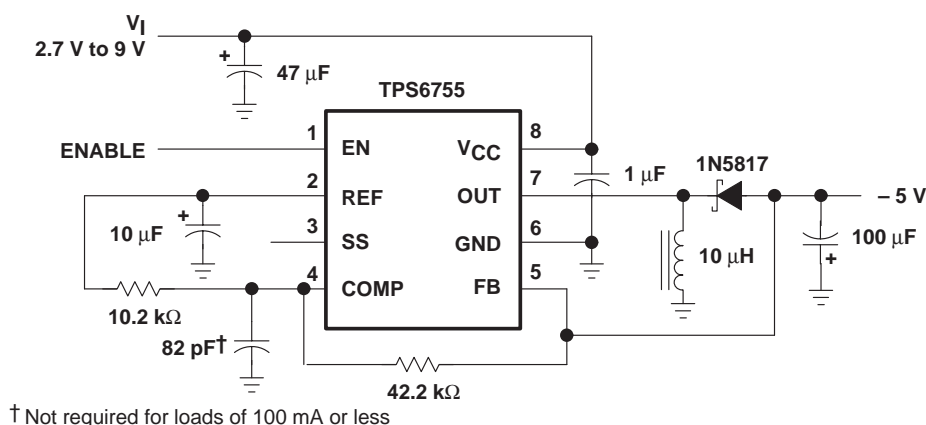 VI
2.7 V to 9 V
+
47 μF
TPS6755
ENABLE
1
EN
VCC
8
1 μF
1N5817
2
REF
OUT
7
– 5 V
+
10 μF
3
SS
GND
6
10 μH
100 μF
+
4
COMP
FB
5
10.2 kΩ
82 pF†
42.2 kΩ
† Not required for loads of 100 mA or less